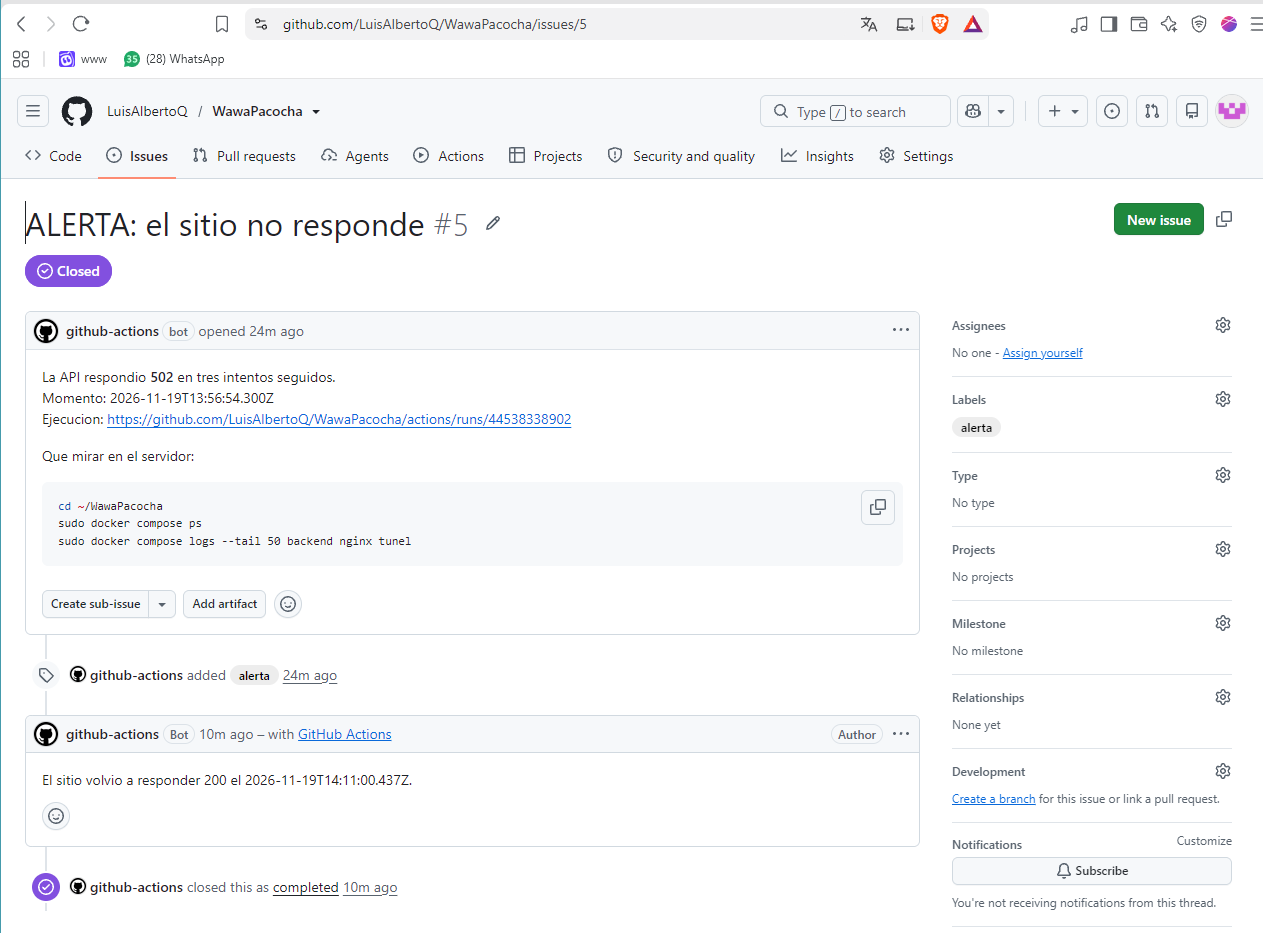 github.com/LuisAlbertoQ/WawaPacocha/issues/5
www
35 (28) WhatsApp
LuisAlbertoQ / WawaPacocha
Type / to search
Code
Issues
Pull requests
Agents
Actions
Projects
Security and quality
Insights
Settings
ALERTA: el sitio no responde #5
New issue
Closed
github-actions bot opened 24m ago
La API respondio 502 en tres intentos seguidos.
Momento: 2026-11-19T13:56:54.300Z
Ejecucion: https://github.com/LuisAlbertoQ/WawaPacocha/actions/runs/44538338902
Que mirar en el servidor:
cd ~/WawaPacocha
sudo docker compose ps
sudo docker compose logs --tail 50 backend nginx tunel
Create sub-issue
Add artifact
github-actions added alerta 24m ago
github-actions Bot 10m ago – with GitHub Actions
Author
El sitio volvio a responder 200 el 2026-11-19T14:11:00.437Z.
github-actions closed this as completed 10m ago
Assignees
No one - Assign yourself
Labels
alerta
Type
No type
Projects
No projects
Milestone
No milestone
Relationships
None yet
Development
Create a branch for this issue or link a pull request.
Notifications
Customize
Subscribe
You're not receiving notifications from this thread.